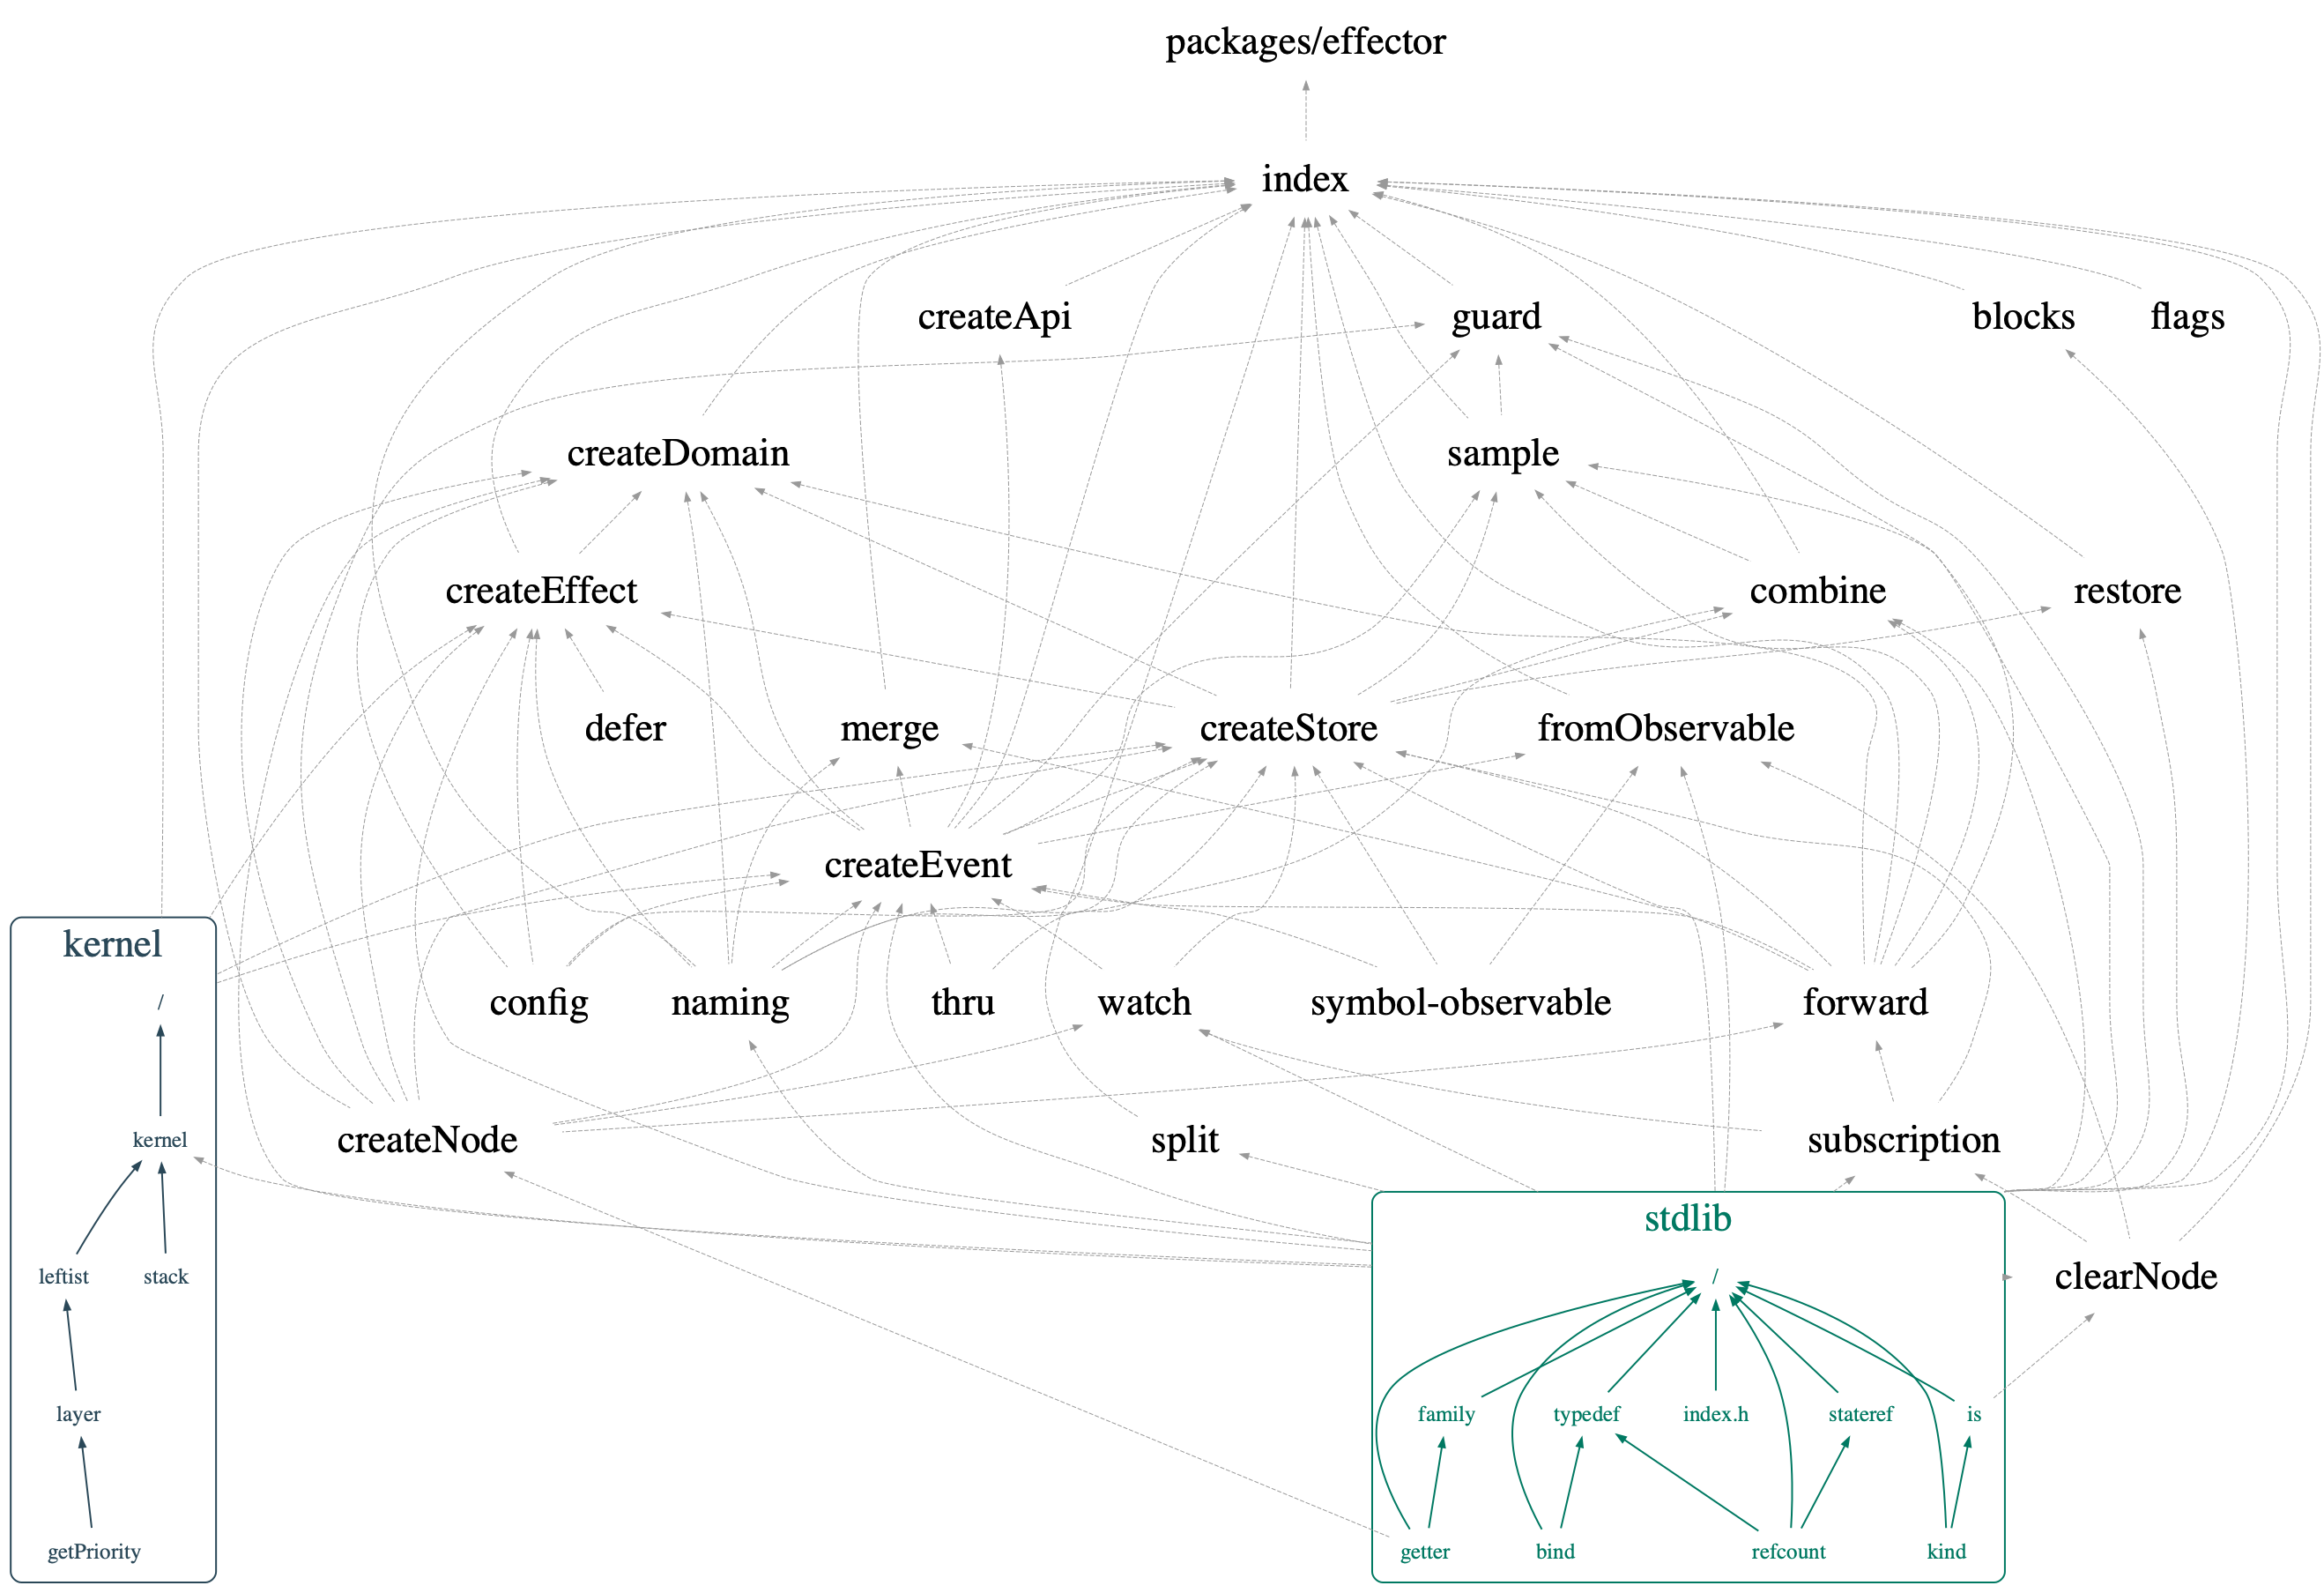 packages/effector
index
createApi
guard
blocks
flags
createDomain
sample
createEffect
combine
restore
defer
merge
createStore
fromObservable
createEvent
kernel
/
config
naming
thru
watch
symbol-observable
forward
kernel
createNode
split
subscription
stdlib
leftist
stack
/
clearNode
layer
family
typedef
index.h
stateref
is
getPriority
getter
bind
refcount
kind